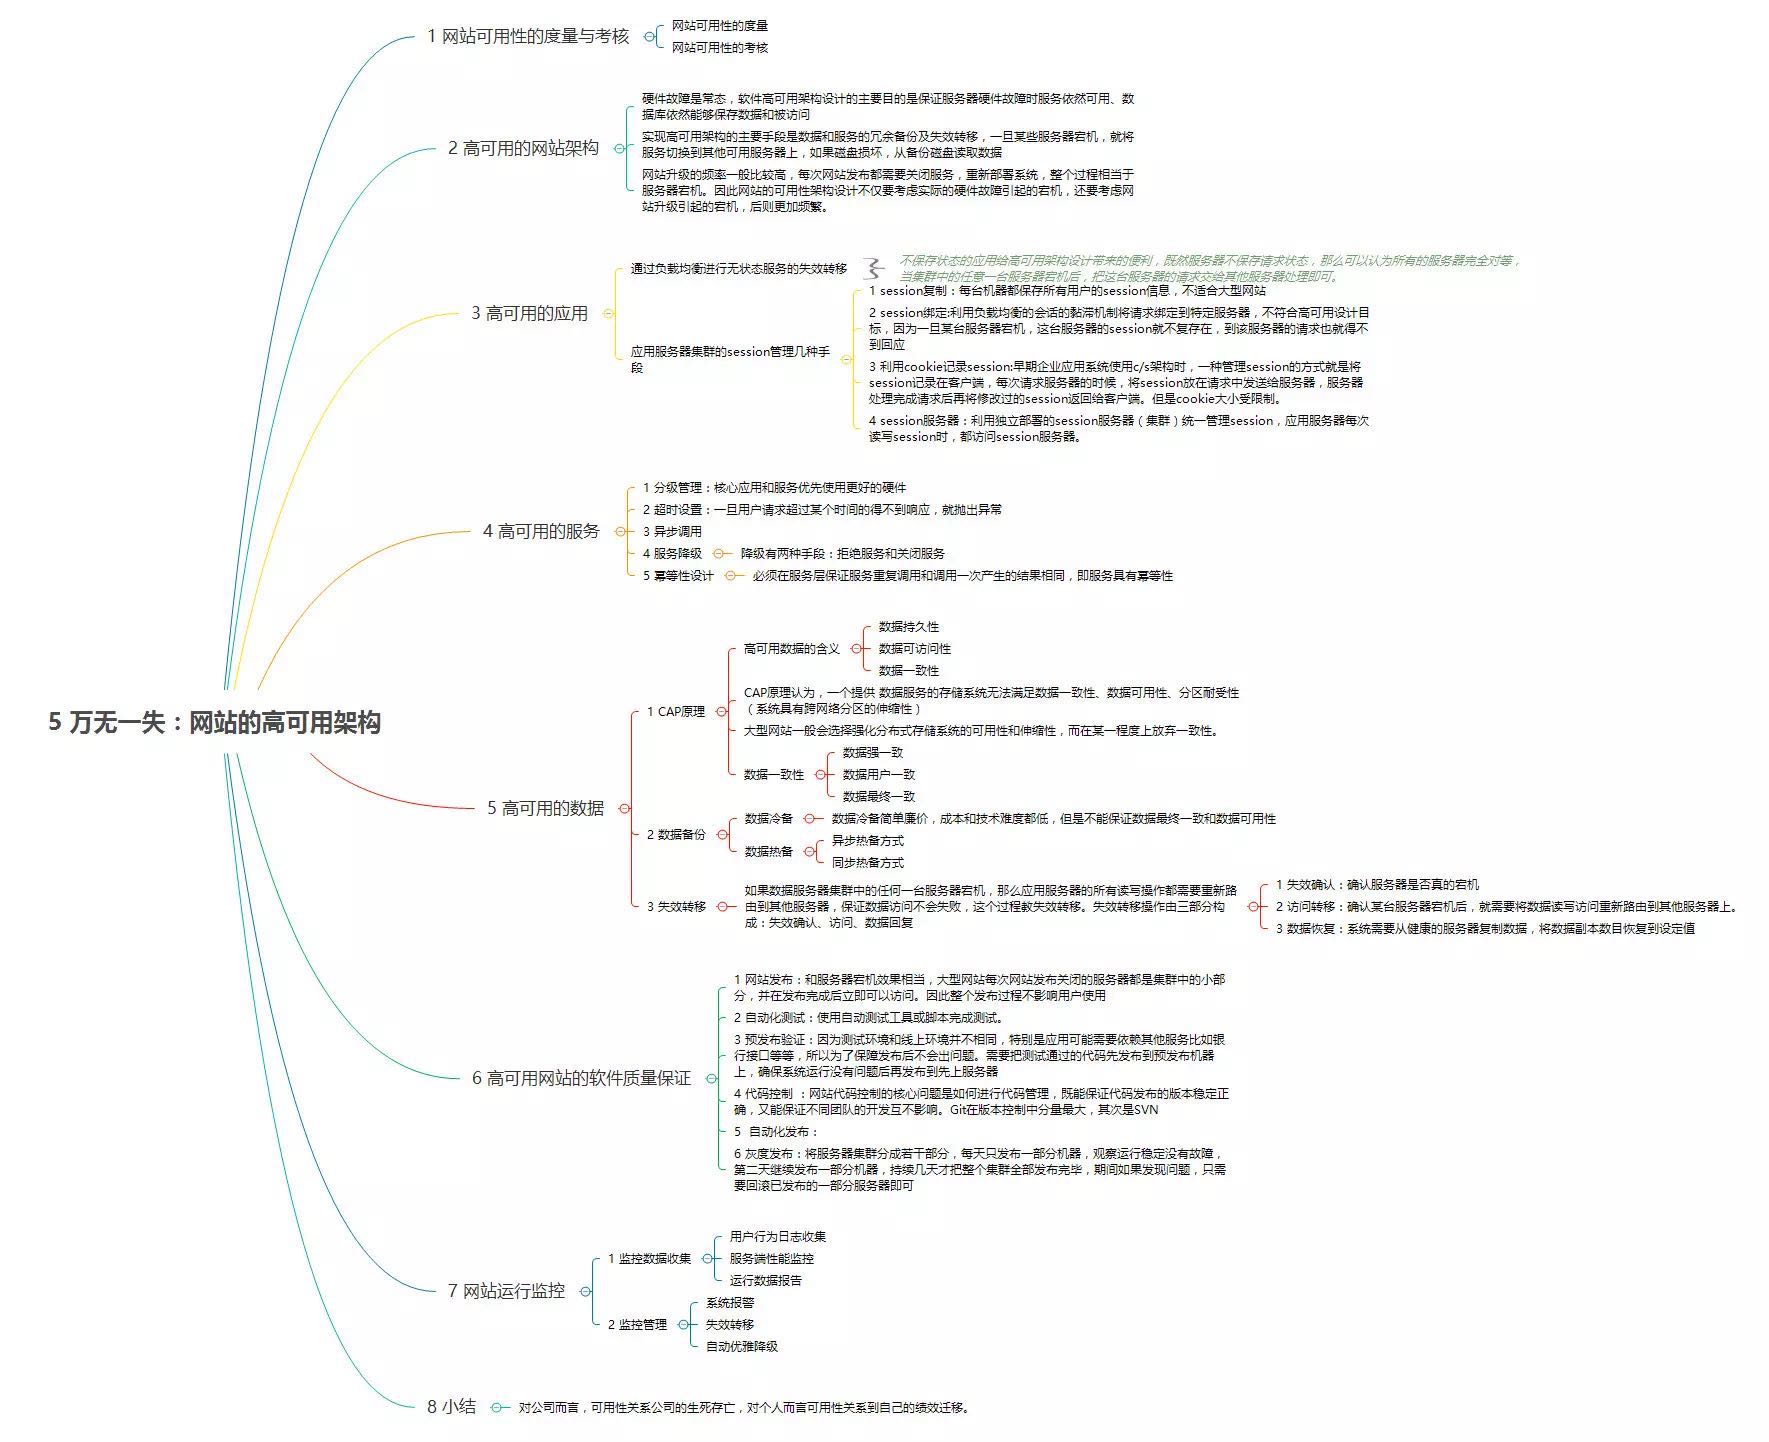 5 万无一失：网站的高可用架构
1 网站可用性的度量与考核
网站可用性的度量
网站可用性的考核
2 高可用的网站架构
硬件故障是常态，软件高可用架构设计的主要目的是保证服务器硬件故障时服务依然可用、数
据库依然能够保存数据和被访问
实现高可用架构的主要手段是数据和服务的冗余备份及失效转移，一旦某些服务器宕机，就将
服务切换到其他可用服务器上，如果磁盘损坏，从备份磁盘读取数据
网站升级的频率一般比较高，每次网站发布都需要关闭服务，重新部署系统，整个过程相当于
服务器宕机。因此网站的可用性架构设计不仅要考虑实际的硬件故障引起的宕机，还要考虑网
站升级引起的宕机，后则更加频繁。
3 高可用的应用
通过负载均衡进行无状态服务的失效转移
不保存状态的应用给高可用架构设计带来的便利，既然服务器不保存请求状态，那么可以认为所有的服务器完全对等，
当集群中的任意一台服务器宕机后，把这台服务器的请求交给其他服务器处理即可。
应用服务器集群的session管理几种手
段
1 session复制：每台机器都保存所有用户的session信息，不适合大型网站
2 session绑定:利用负载均衡的会话的黏滞机制将请求绑定到特定服务器，不符合高可用设计目
标，因为一旦某台服务器宕机，这台服务器的session就不复存在，到该服务器的请求也就得不
到回应
3 利用cookie记录session:早期企业应用系统使用c/s架构时，一种管理session的方式就是将
session记录在客户端，每次请求服务器的时候，将session放在请求中发送给服务器，服务器
处理完成请求后再将修改过的session返回给客户端。但是cookie大小受限制。
4 session服务器：利用独立部署的session服务器（集群）统一管理session，应用服务器每次
读写session时，都访问session服务器。
4 高可用的服务
1 分级管理：核心应用和服务优先使用更好的硬件
2 超时设置：一旦用户请求超过某个时间的得不到响应，就抛出异常
3 异步调用
4 服务降级
降级有两种手段：拒绝服务和关闭服务
5 幂等性设计
必须在服务层保证服务重复调用和调用一次产生的结果相同，即服务具有幂等性
5 高可用的数据
1 CAP原理
高可用数据的含义
数据持久性
数据可访问性
数据一致性
CAP原理认为，一个提供 数据服务的存储系统无法满足数据一致性、数据可用性、分区耐受性
（系统具有跨网络分区的伸缩性）
大型网站一般会选择强化分布式存储系统的可用性和伸缩性，而在某一程度上放弃一致性。
数据一致性
数据强一致
数据用户一致
数据最终一致
2 数据备份
数据冷备
数据冷备简单廉价，成本和技术难度都低，但是不能保证数据最终一致和数据可用性
数据热备
异步热备方式
同步热备方式
3 失效转移
如果数据服务器集群中的任何一台服务器宕机，那么应用服务器的所有读写操作都需要重新路
由到其他服务器，保证数据访问不会失败，这个过程教失效转移。失效转移操作由三部分构
成：失效确认、访问、数据回复
1 失效确认：确认服务器是否真的宕机
2 访问转移：确认某台服务器宕机后，就需要将数据读写访问重新路由到其他服务器上。
3 数据恢复：系统需要从健康的服务器复制数据，将数据副本数目恢复到设定值
6 高可用网站的软件质量保证
1 网站发布：和服务器宕机效果相当，大型网站每次网站发布关闭的服务器都是集群中的小部
分，并在发布完成后立即可以访问。因此整个发布过程不影响用户使用
2 自动化测试：使用自动测试工具或脚本完成测试。
3 预发布验证：因为测试环境和线上环境并不相同，特别是应用可能需要依赖其他服务比如银
行接口等等，所以为了保障发布后不会出问题。需要把测试通过的代码先发布到预发布机器
上，确保系统运行没有问题后再发布到先上服务器
4 代码控制 ：网站代码控制的核心问题是如何进行代码管理，既能保证代码发布的版本稳定正
确，又能保证不同团队的开发互不影响。Git在版本控制中分量最大，其次是SVN
5 自动化发布：
6 灰度发布：将服务器集群分成若干部分，每天只发布一部分机器，观察运行稳定没有故障，
第二天继续发布一部分机器，持续几天才把整个集群全部发布完毕，期间如果发现问题，只需
要回滚已发布的一部分服务器即可
7 网站运行监控
1 监控数据收集
用户行为日志收集
服务端性能监控
运行数据报告
2 监控管理
系统报警
失效转移
自动优雅降级
8 小结
对公司而言，可用性关系公司的生死存亡，对个人而言可用性关系到自己的绩效迁移。